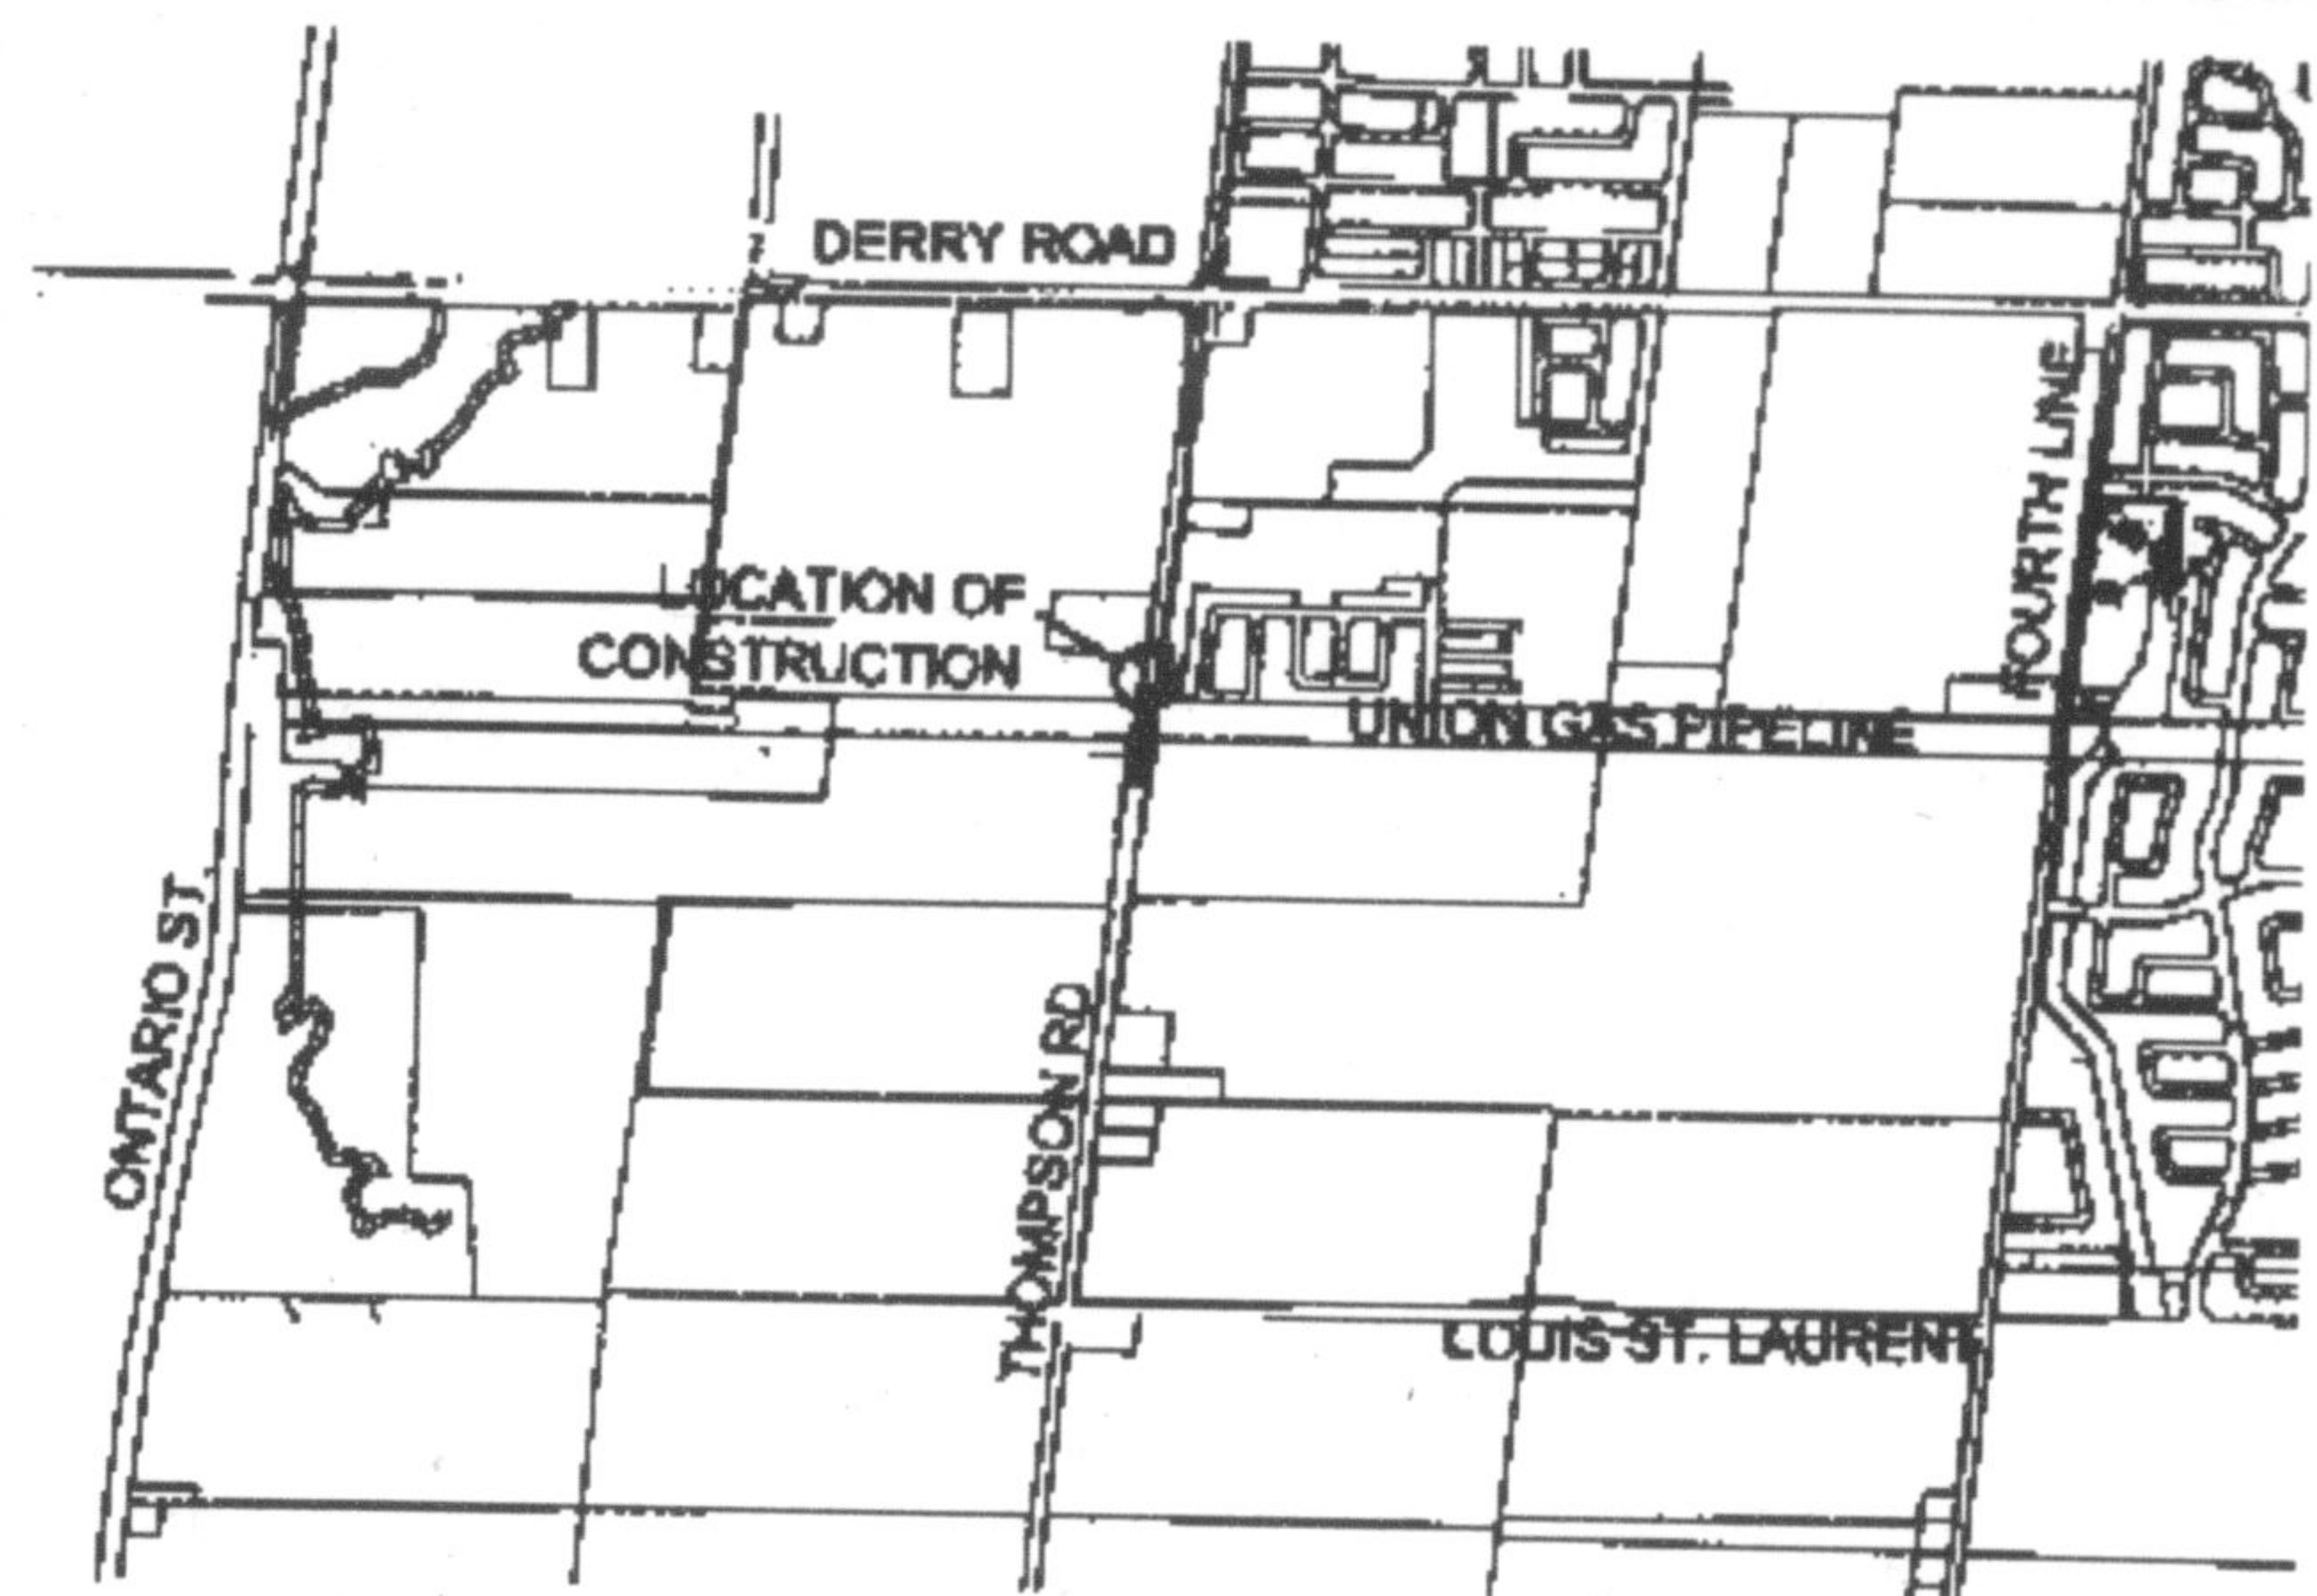 DERRY ROAD
FOURTH LINE
LOCATION OF
CONSTRUCTION
UNION GAS PIPELINE
ONTARIO ST.
THOMPSON RD
LOUIS ST. LAURENT